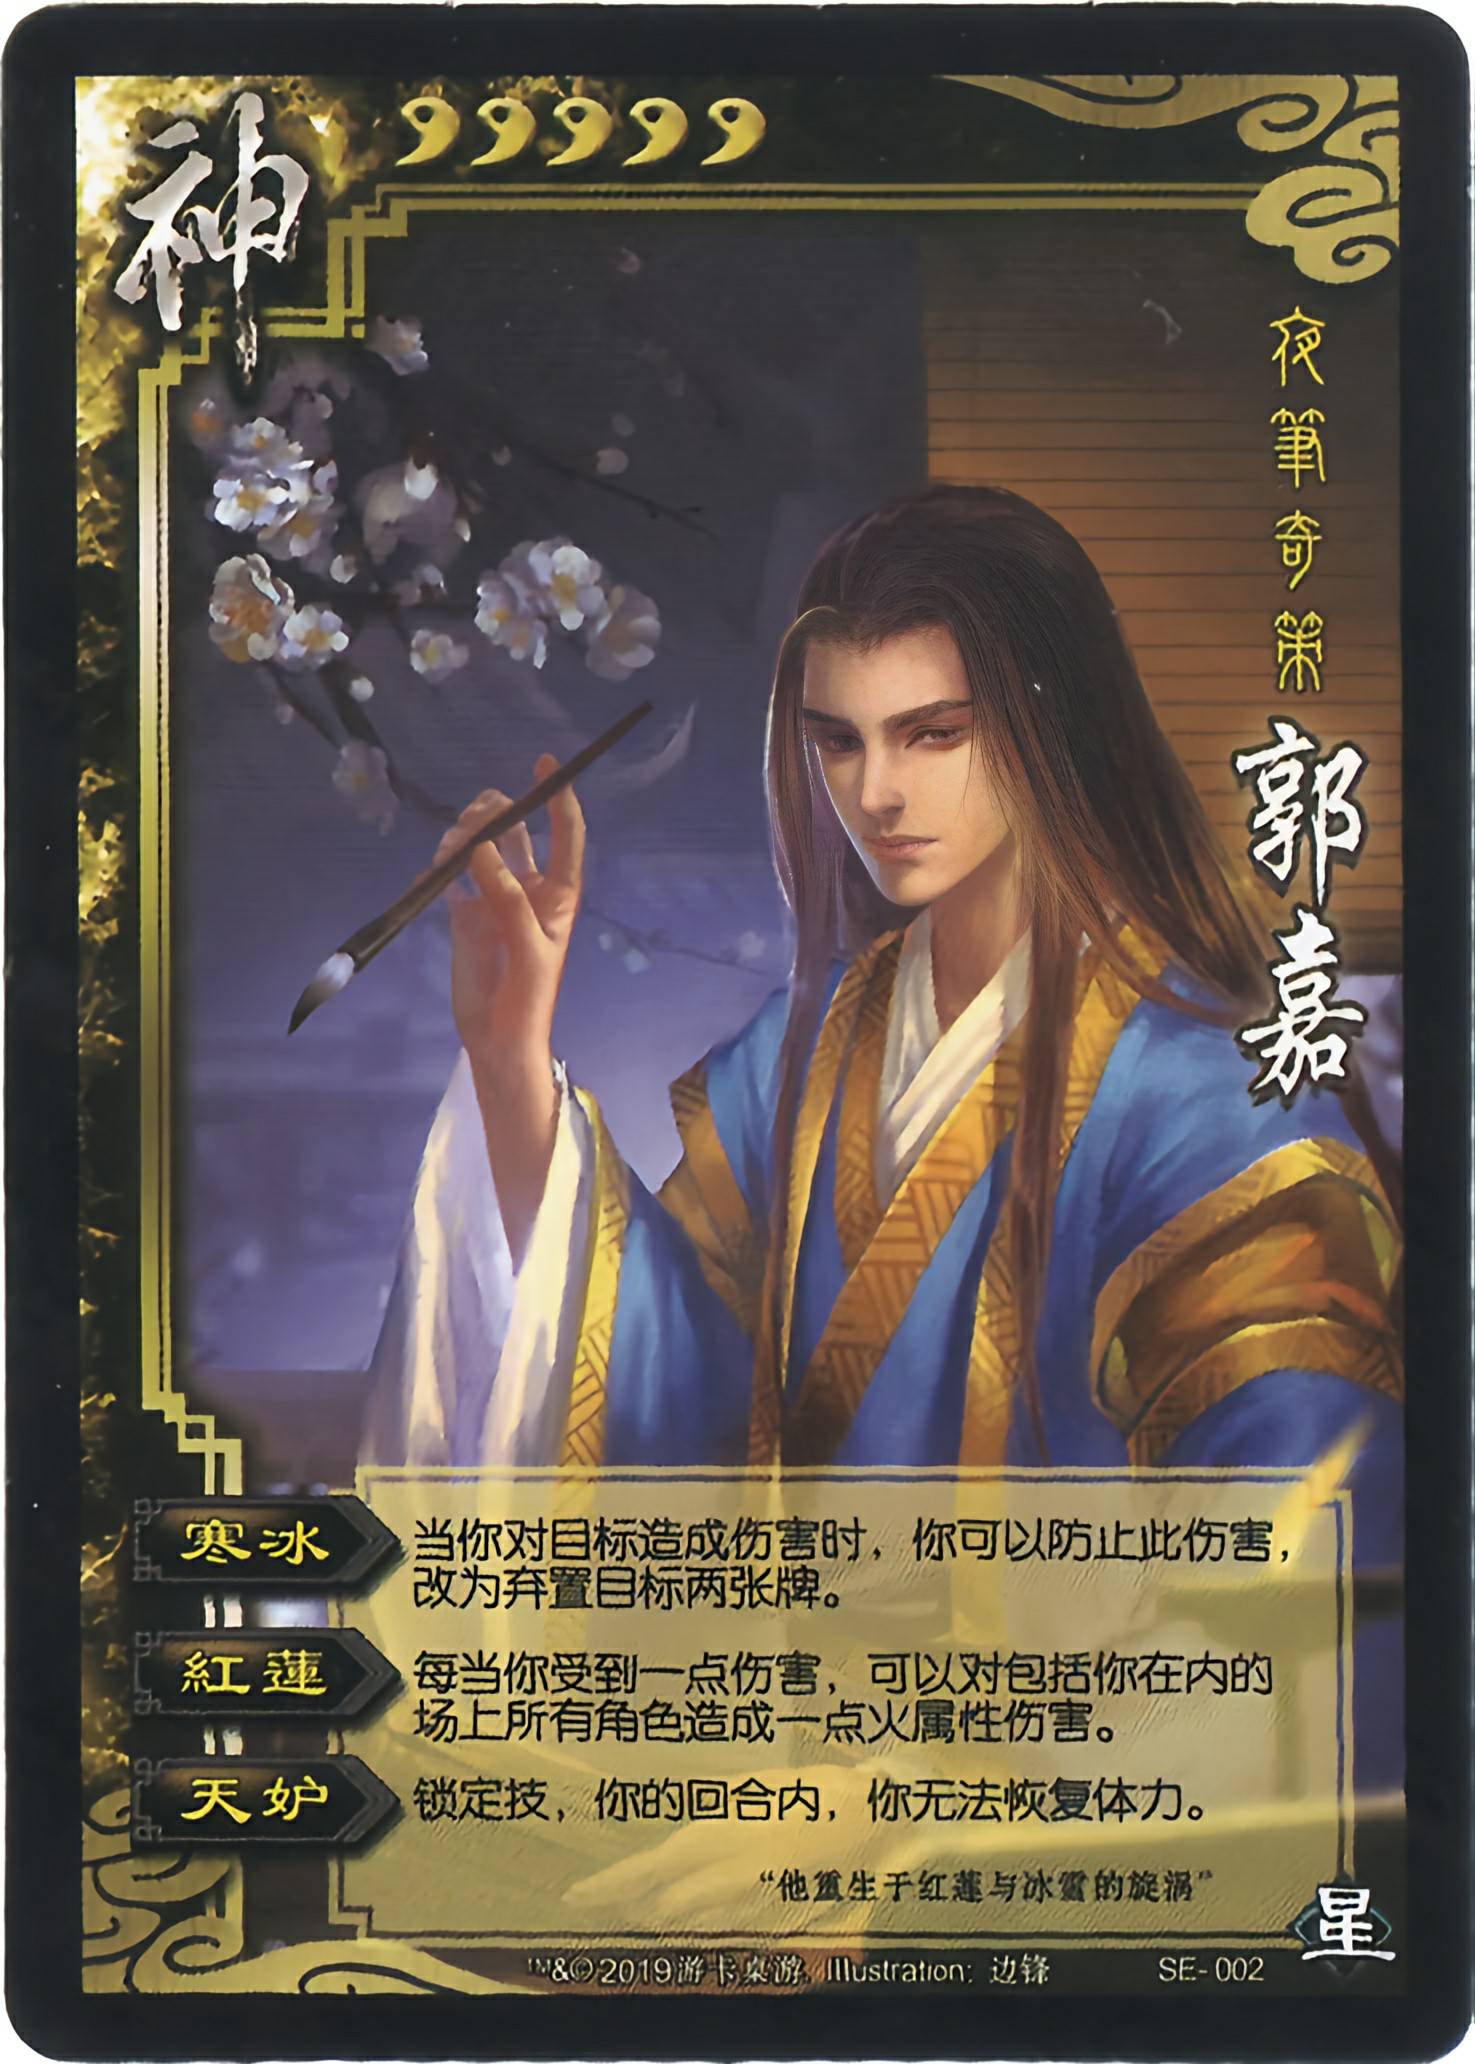 神
夜筆奇策
郭嘉
寒冰
当你对目标造成伤害时，你可以防止此伤害，
改为弃置目标两张牌。
紅蓮
每当你受到一点伤害，可以对包括你在内的
场上所有角色造成一点火属性伤害。
天妒
锁定技，你的回合内，你无法恢复体力。
“他重生于红莲与冰雪的旋涡”
星
™&©2019游卡桌游. Illustration: 边锋 SE-002